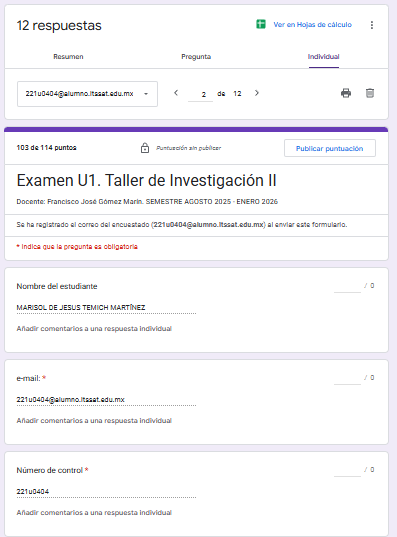 12 respuestas
Ver en Hojas de cálculo
Resumen
Pregunta
Individual
221u0404@alumno.itssat.edu.mx
2 de 12
103 de 114 puntos
Puntuación sin publicar
Publicar puntuación
Examen U1. Taller de Investigación II
Docente: Francisco José Gómez Marín. SEMESTRE AGOSTO 2025 - ENERO 2026
Se ha registrado el correo del encuestado (221u0404@alumno.itssat.edu.mx) al enviar este formulario.
* Indica que la pregunta es obligatoria
Nombre del estudiante
/ 0
MARISOL DE JESUS TEMICH MARTÍNEZ
Añadir comentarios a una respuesta individual
e-mail: *
/ 0
221u0404@alumno.itssat.edu.mx
Añadir comentarios a una respuesta individual
Número de control *
/ 0
221u0404
Añadir comentarios a una respuesta individual